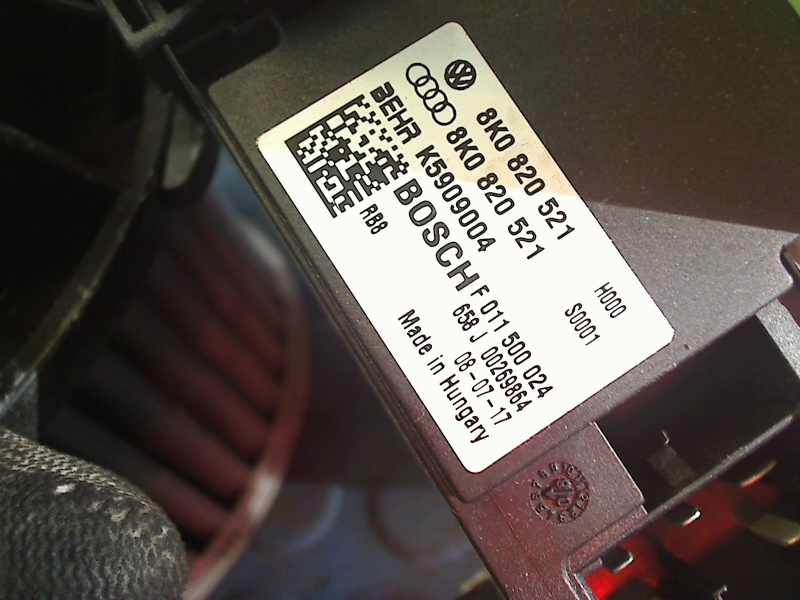 8K0 820 521
8K0 820 521
BEHR K5909004
RB8
BOSCH F 011 500 024
658 J 00269864
08-07-17
Made in Hungary
H000
S0001